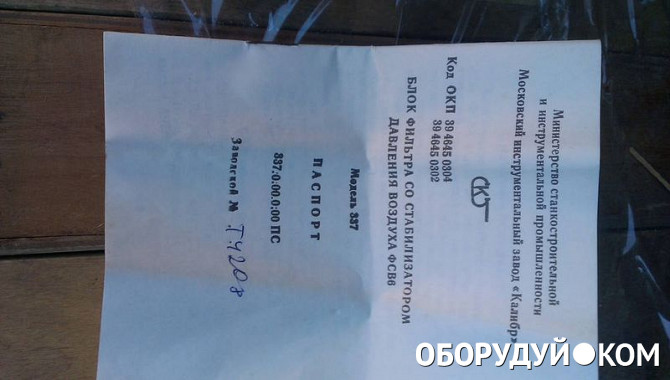 Министерство станкостроительной
и инструментальной промышленности
Московский инструментальный завод «Калибр»
Код ОКП 39 4645 0304
39 4645 0302
БЛОК ФИЛЬТРА СО СТАБИЛИЗАТОРОМ
ДАВЛЕНИЯ ВОЗДУХА ФСВ6
Модель 337
ПАСПОРТ
337.0.00.0:00 ПС
Заводской №
ОБОРУДУЙ КОМ